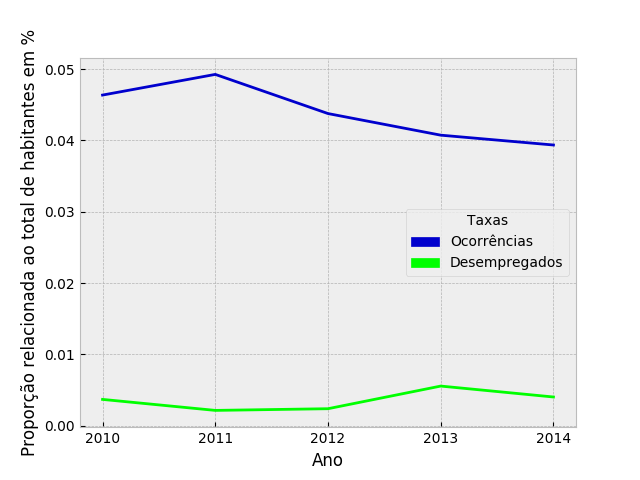 Proporção relacionada ao total de habitantes em %
0.05
0.04
0.03
0.02
0.01
0.00
Taxas
Ocorrências
Desempregados
2010 2011 2012 2013 2014
Ano